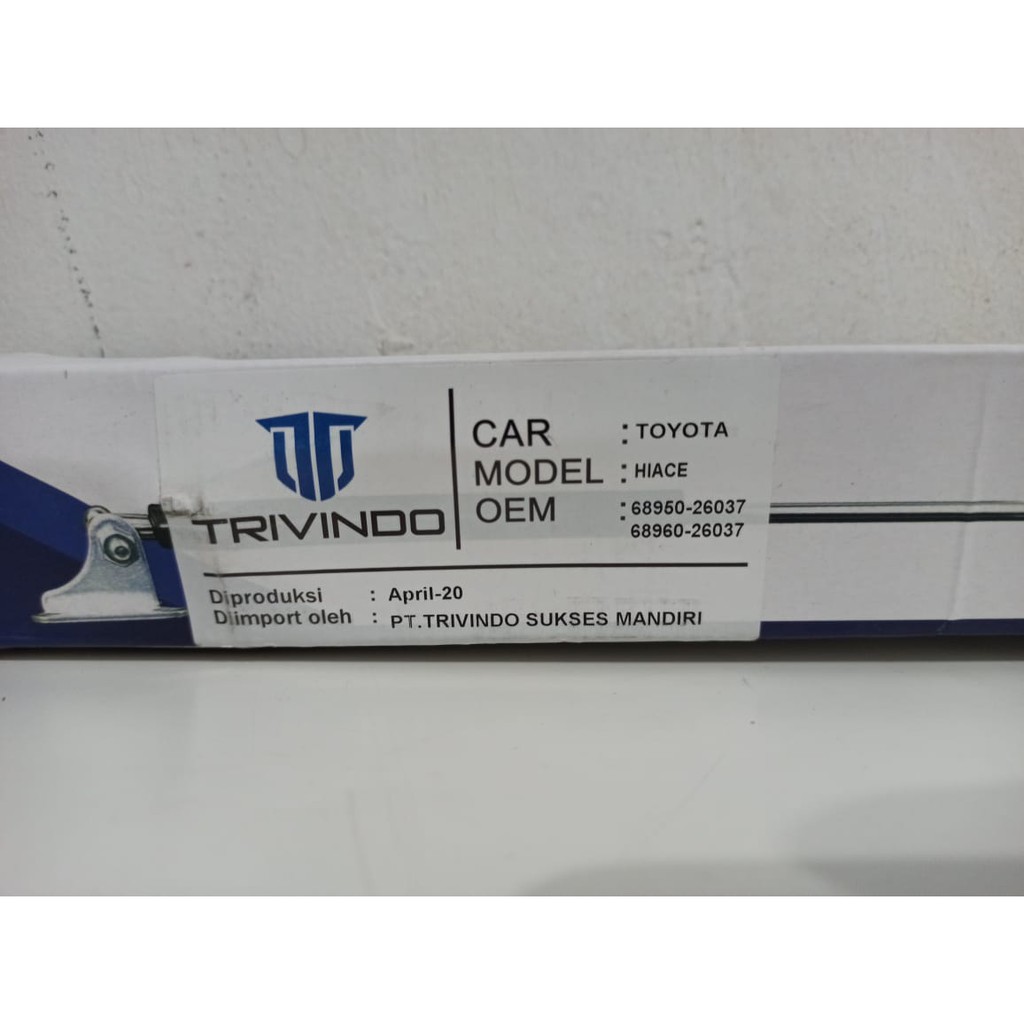 TRIVINDO
CAR : TOYOTA
MODEL : HIACE
OEM : 68950-26037
68960-26037
Diproduksi : April-20
Diimport oleh : PT.TRIVINDO SUKSES MANDIRI